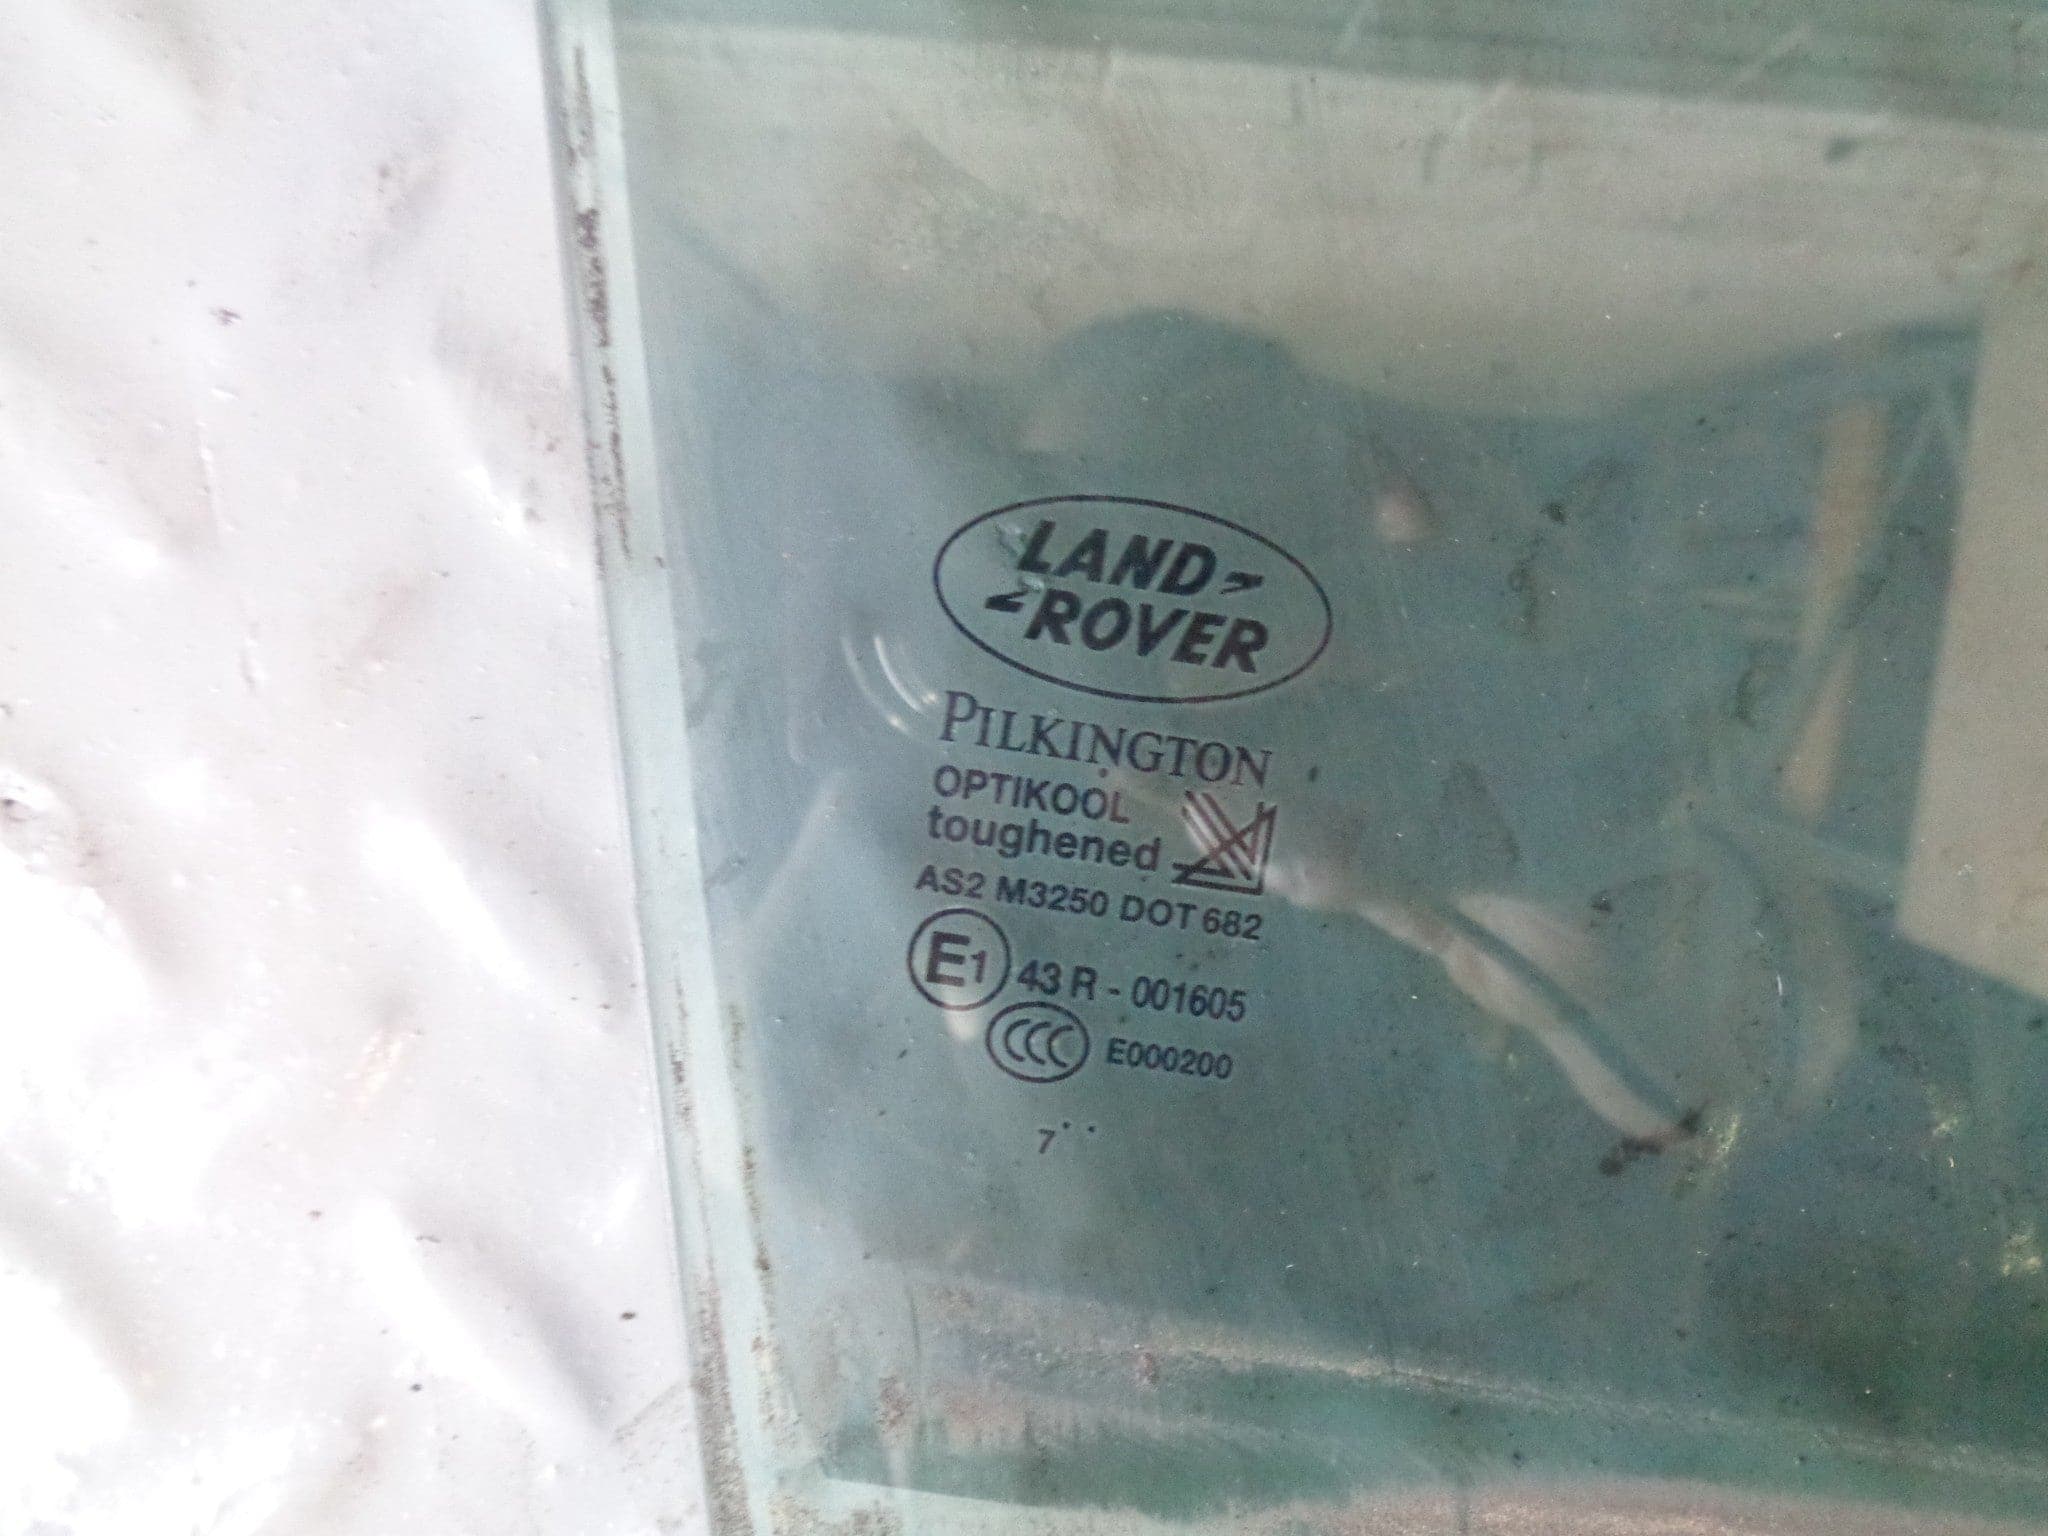 LAND
ROVER
PILKINGTON
OPTIKOOL
toughened
AS2 M3250 DOT 682
E1 43 R - 001605
CCC E000200
7 . .